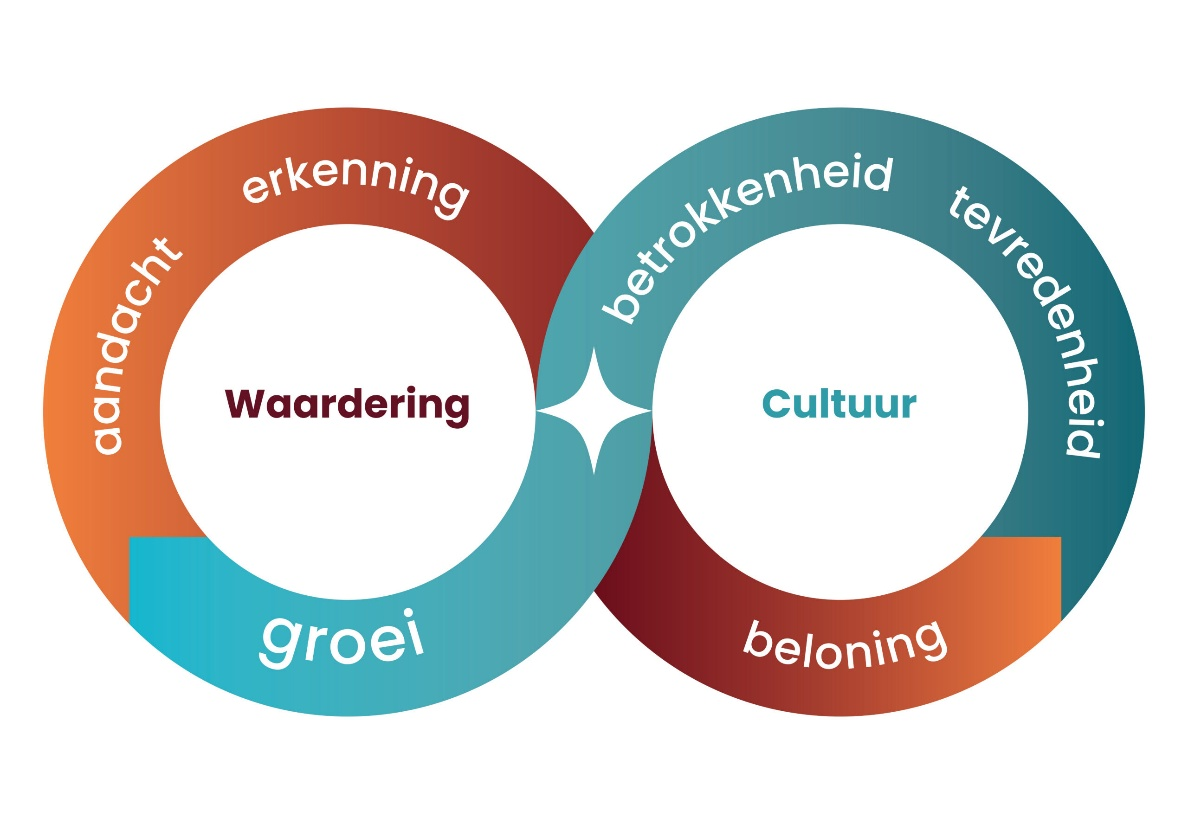 erkenning
aandacht
Waardering
groei
betrokkenheid
tevredenheid
Cultuur
beloning